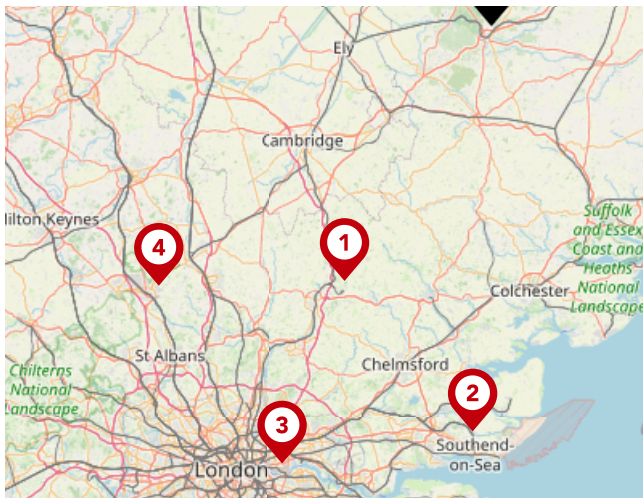 Ely
Cambridge
ilton Keynes
Suffolk
and Essex
Coast and
Heaths
National
Landscape
4
1
Colchester
St Albans
Chelmsford
Chilterns
National
Landscape
2
3
Southend-
on-Sea
London